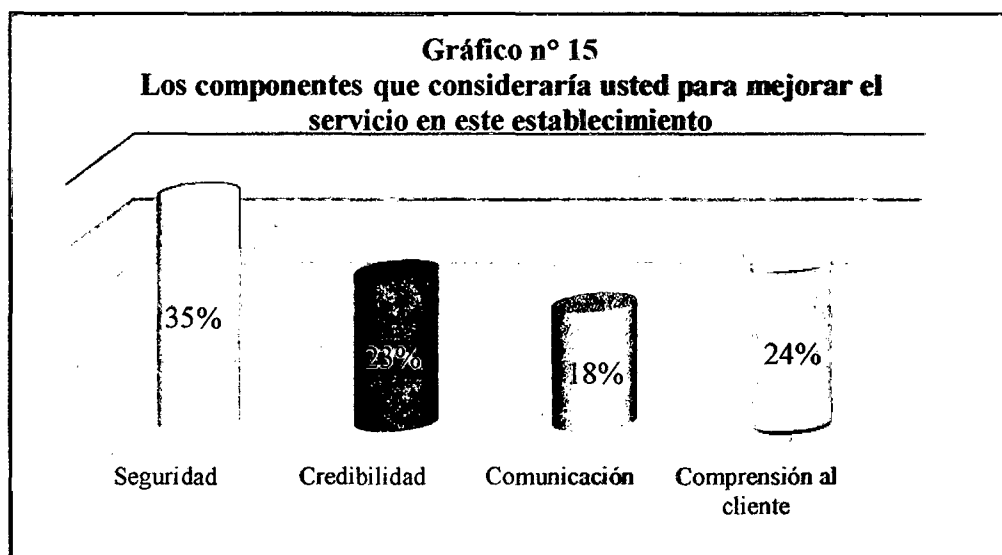 Gráfico n° 15
Los componentes que consideraría usted para mejorar el
servicio en este establecimiento
35%
23%
18%
24%
Seguridad
Credibilidad
Comunicación
Comprensión al
cliente